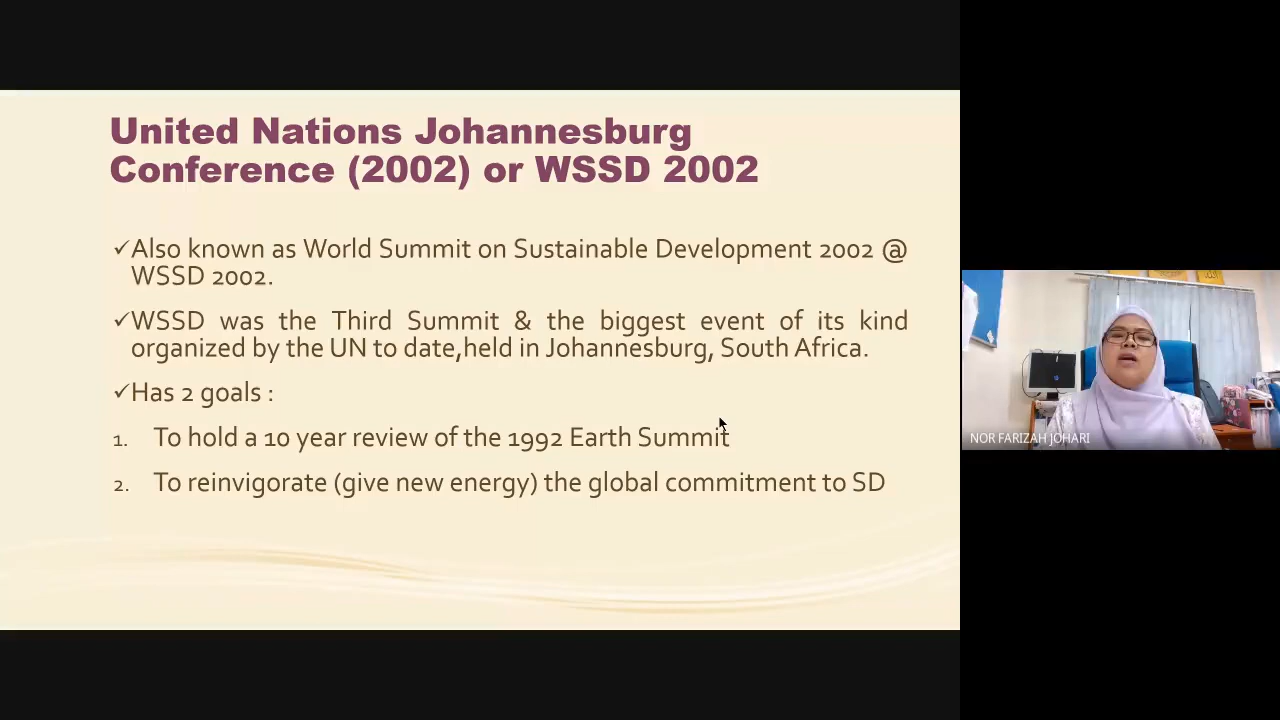 United Nations Johannesburg
Conference (2002) or WSSD 2002
✓Also known as World Summit on Sustainable Development 2002 @
WSSD 2002.
✓WSSD was the Third Summit & the biggest event of its kind
organized by the UN to date,held in Johannesburg, South Africa.
✓Has 2 goals :
1. To hold a 10 year review of the 1992 Earth Summit
2. To reinvigorate (give new energy) the global commitment to SD
NOR FARIZAH JOHARI